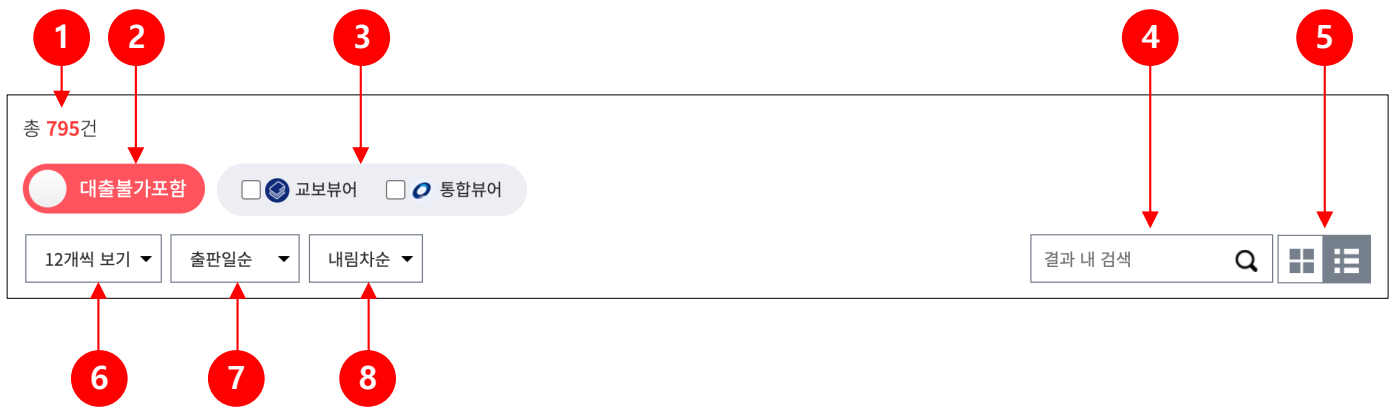 1 2 3 4 5
총 795건
대출불가포함 교보뷰어 통합뷰어
12개씩 보기 출판일순 내림차순 결과 내 검색
6 7 8